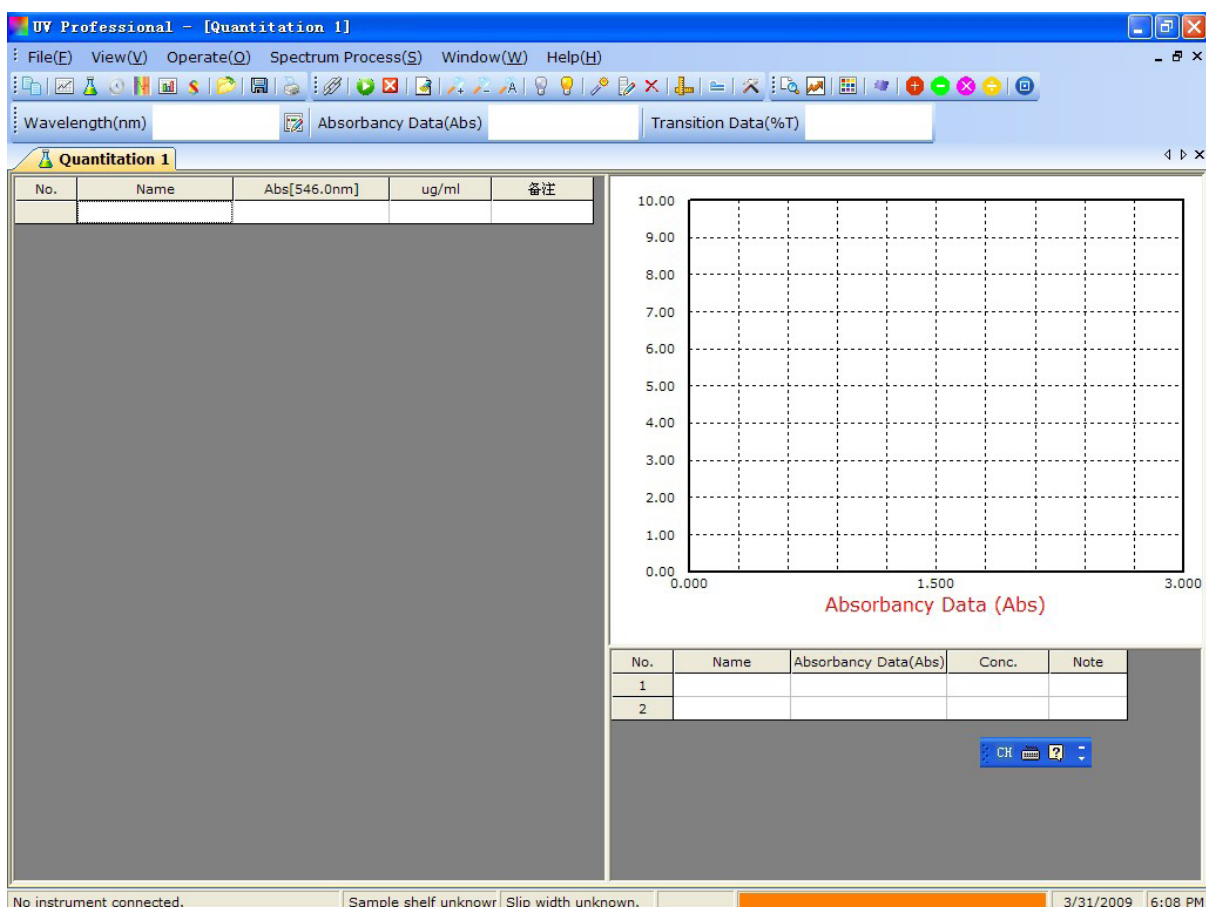 UV Professional - [Quantitation 1]
File(F) View(V) Operate(O) Spectrum Process(S) Window(W) Help(H)
Wavelength(nm) Absorbancy Data(Abs) Transition Data(%T)
Quantitation 1
No. Name Abs[546.0nm] ug/ml 备注
10.00
9.00
8.00
7.00
6.00
5.00
4.00
3.00
2.00
1.00
0.00
0.000 1.500 3.000
Absorbancy Data (Abs)
No. Name Absorbancy Data(Abs) Conc. Note
1
2
CH
No instrument connected. Sample shelf unknowr Slip width unknown. 3/31/2009 6:08 PM